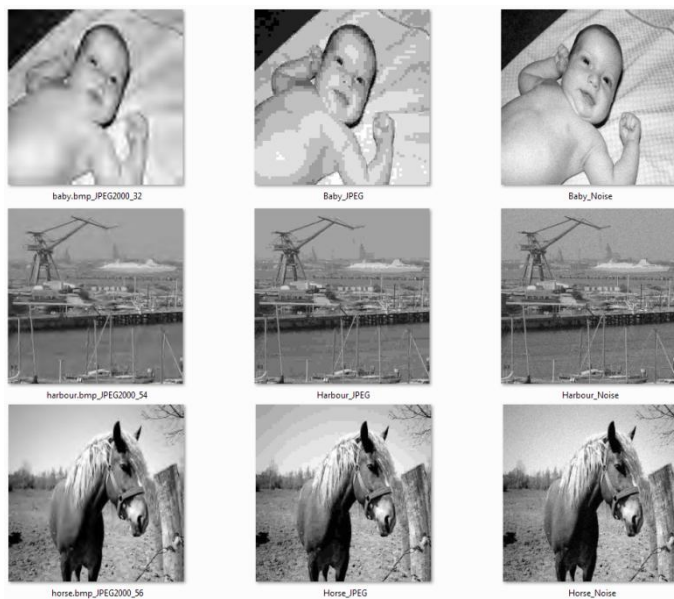 baby.bmp_JPEG2000_32
Baby_JPEG
Baby_Noise
harbour.bmp_JPEG2000_54
Harbour_JPEG
Harbour_Noise
horse.bmp_JPEG2000_56
Horse_JPEG
Horse_Noise